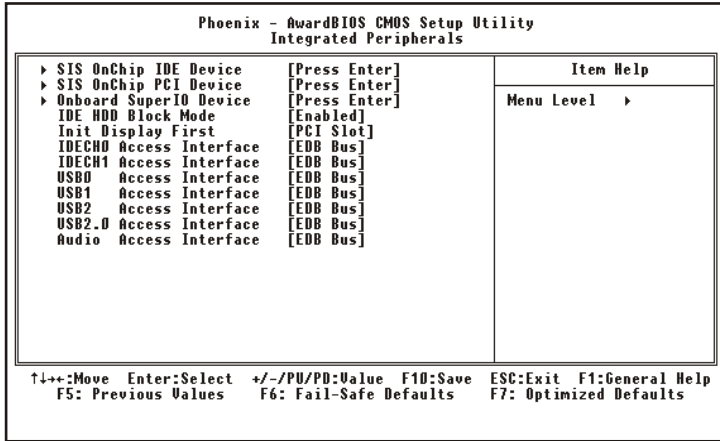 Phoenix - AwardBIOS CMOS Setup Utility
Integrated Peripherals
▸ SIS OnChip IDE Device [Press Enter]
▸ SIS OnChip PCI Device [Press Enter]
▸ Onboard SuperIO Device [Press Enter]
IDE HDD Block Mode [Enabled]
Init Display First [PCI Slot]
IDECH0 Access Interface [EDB Bus]
IDECH1 Access Interface [EDB Bus]
USB0 Access Interface [EDB Bus]
USB1 Access Interface [EDB Bus]
USB2 Access Interface [EDB Bus]
USB2.0 Access Interface [EDB Bus]
Audio Access Interface [EDB Bus]
Item Help
Menu Level ▸
↑↓→←:Move Enter:Select +/-/PU/PD:Value F10:Save ESC:Exit F1:General Help
F5: Previous Values F6: Fail-Safe Defaults F7: Optimized Defaults